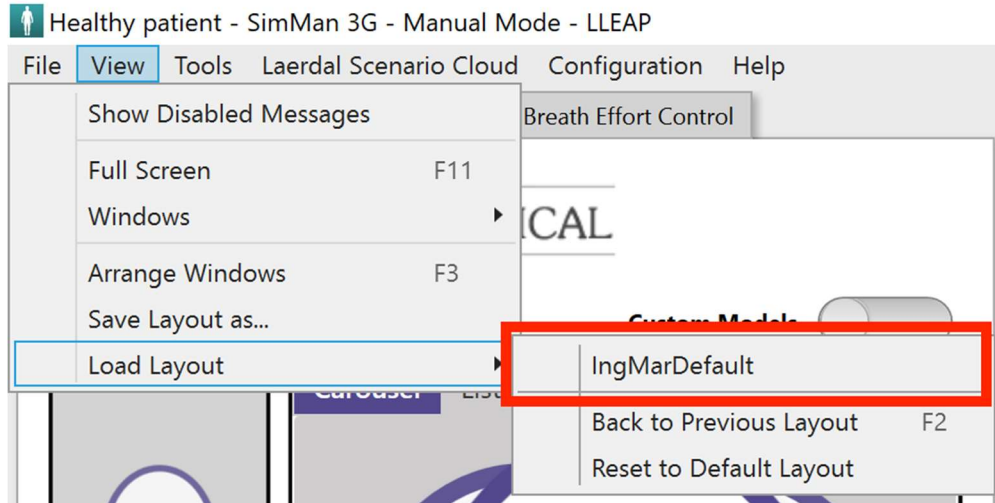 Healthy patient - SimMan 3G - Manual Mode - LLEAP
File View Tools Laerdal Scenario Cloud Configuration Help
Show Disabled Messages
Breath Effort Control
Full Screen F11
Windows
ICAL
Arrange Windows F3
Save Layout as...
Custom Models
Load Layout
IngMarDefault
Carousel List
Back to Previous Layout F2
Reset to Default Layout